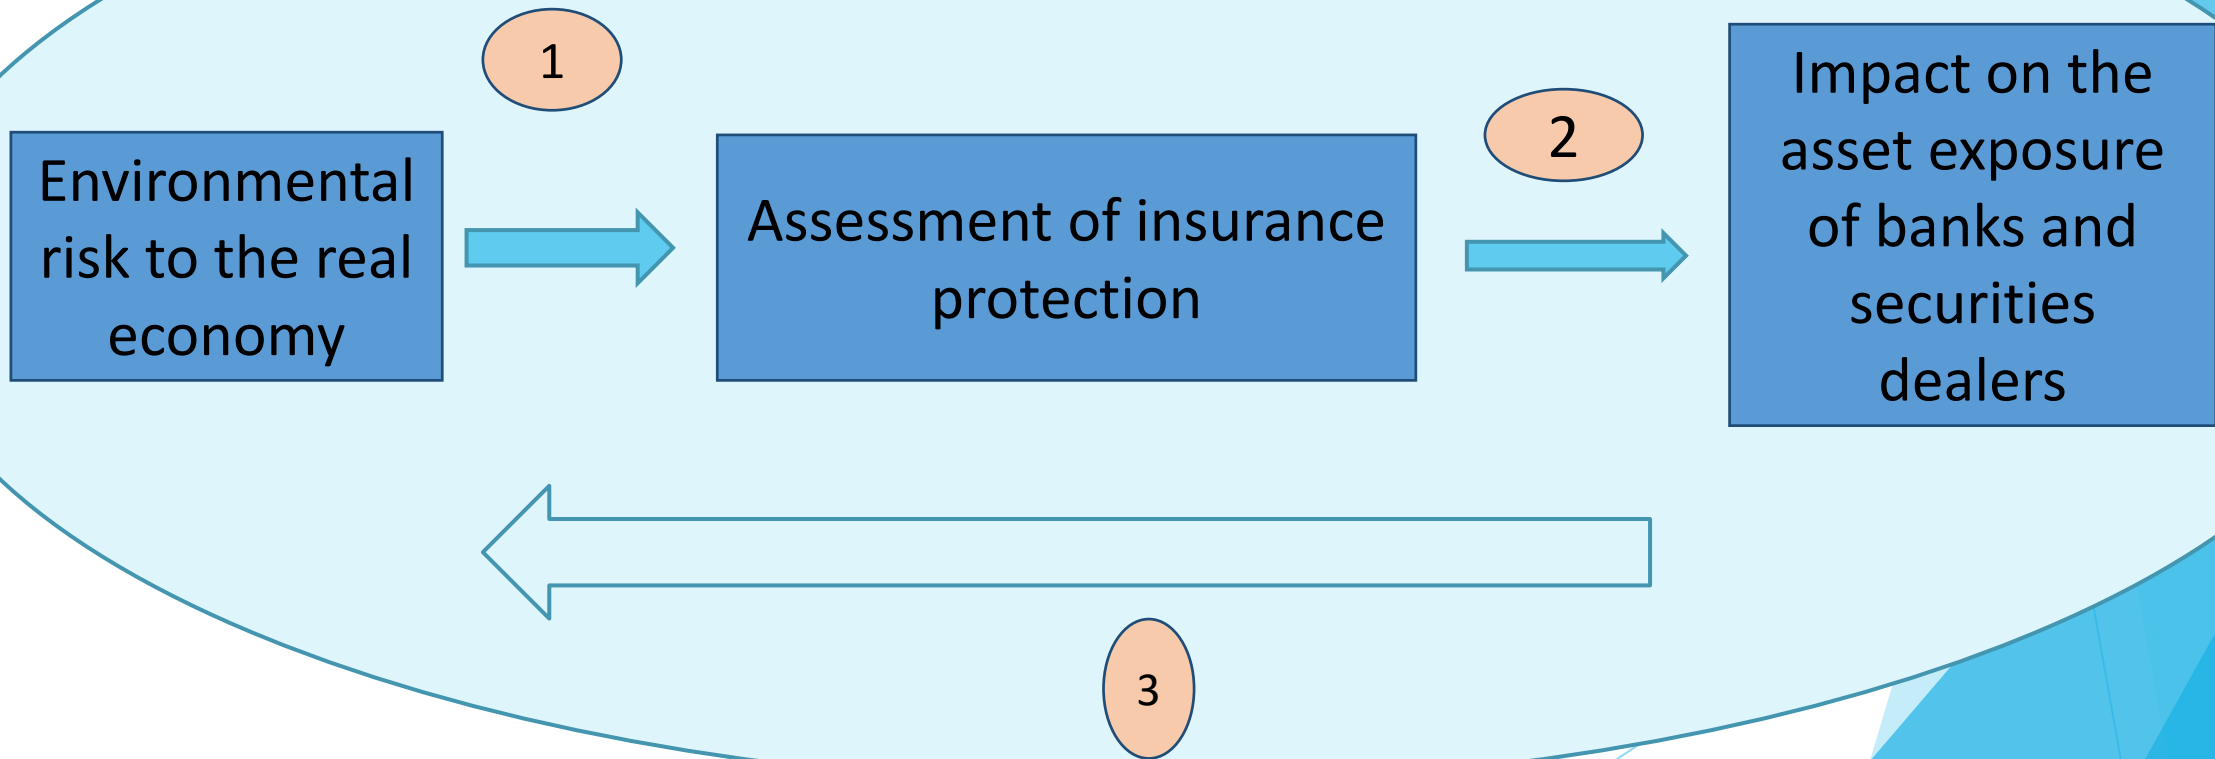 1
Environmental
risk to the real
economy
Assessment of insurance
protection
2
Impact on the
asset exposure
of banks and
securities
dealers
3